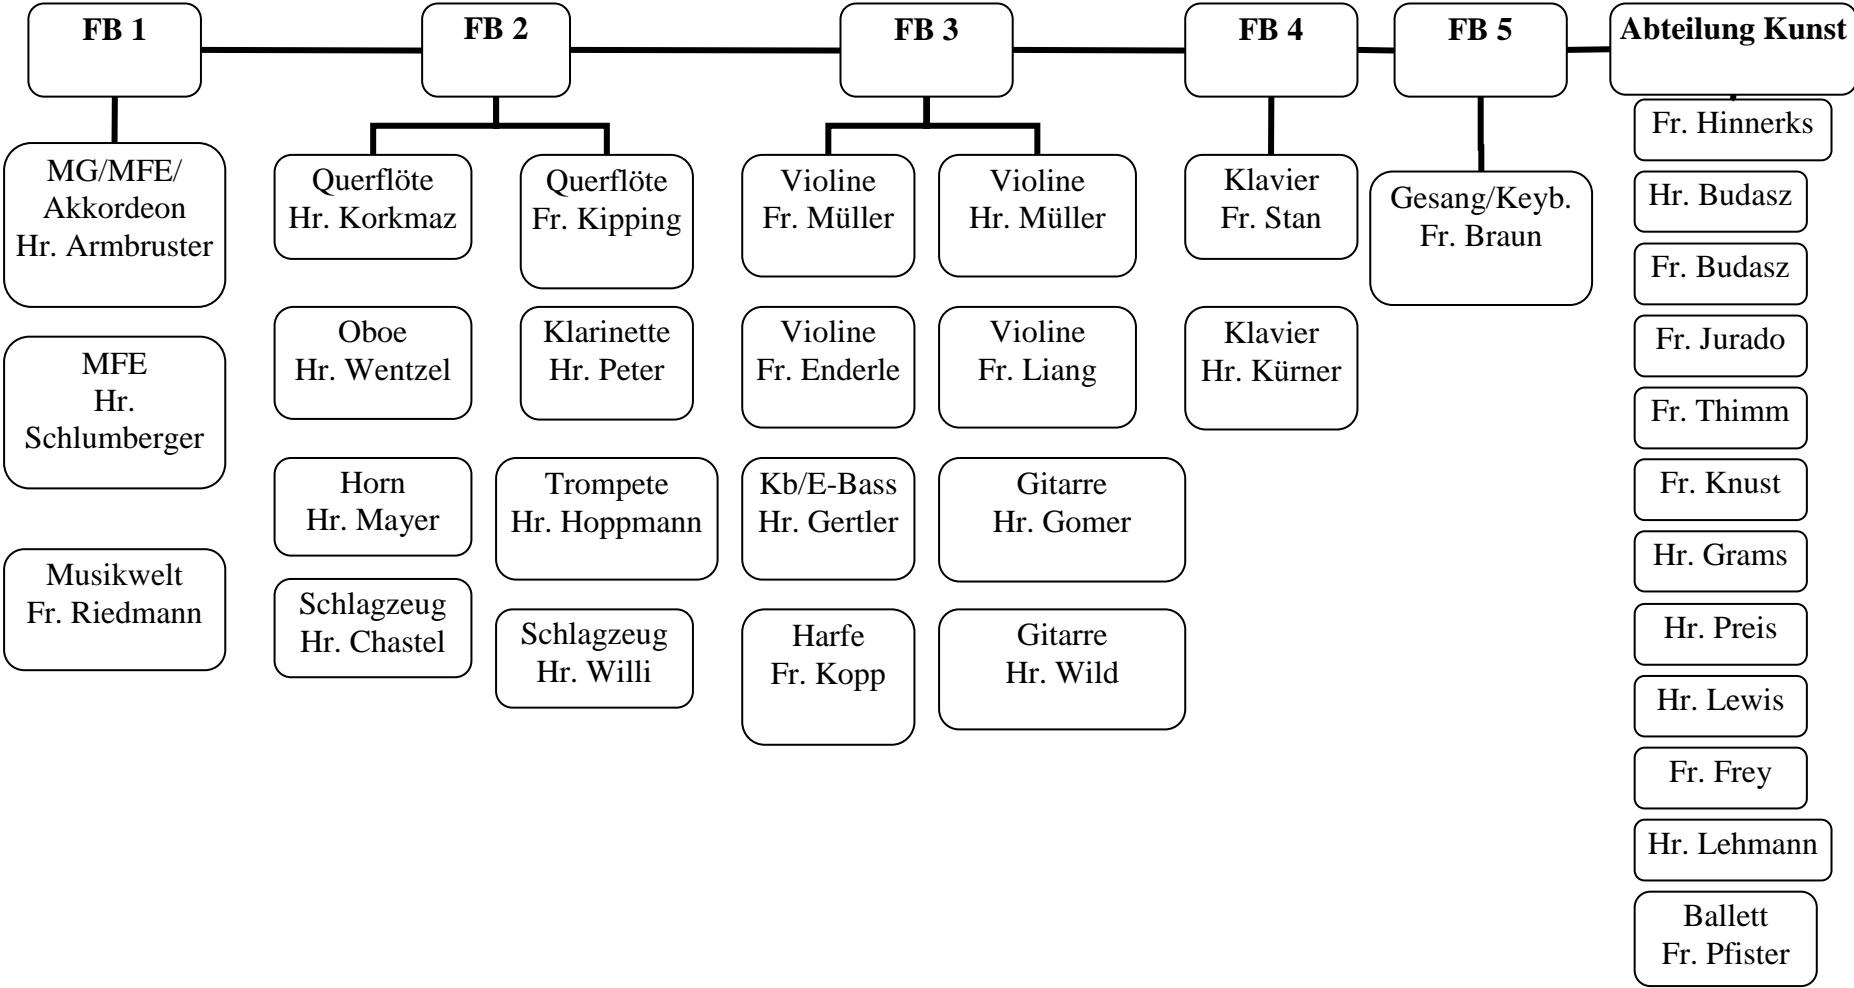 FB 1
FB 2
FB 3
FB 4
FB 5
Abteilung Kunst
MG/MFE/
Akkordeon
Hr. Armbruster
MFE
Hr.
Schlumberger
Musikwelt
Fr. Riedmann
Querflöte
Hr. Korkmaz
Oboe
Hr. Wentzel
Horn
Hr. Mayer
Schlagzeug
Hr. Chastel
Querflöte
Fr. Kipping
Klarinette
Hr. Peter
Trompete
Hr. Hoppmann
Schlagzeug
Hr. Willi
Violine
Fr. Müller
Violine
Fr. Enderle
Kb/E-Bass
Hr. Gertler
Harfe
Fr. Kopp
Violine
Hr. Müller
Violine
Fr. Liang
Gitarre
Hr. Gomer
Gitarre
Hr. Wild
Klavier
Fr. Stan
Klavier
Hr. Kürner
Gesang/Keyb.
Fr. Braun
Fr. Hinnerks
Hr. Budasz
Fr. Budasz
Fr. Jurado
Fr. Thimm
Fr. Knust
Hr. Grams
Hr. Preis
Hr. Lewis
Fr. Frey
Hr. Lehmann
Ballett
Fr. Pfister